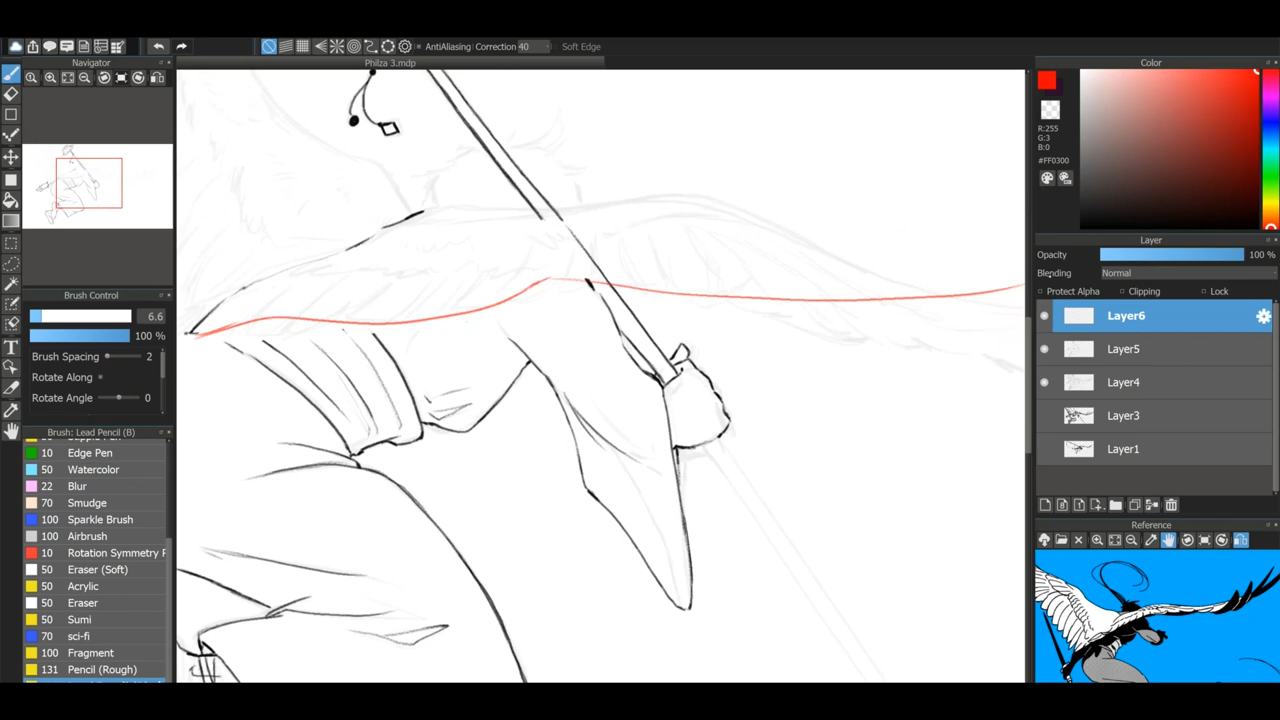 AntiAliasing Correction 40 Soft Edge
Navigator
Philza 3.mdp
Color
R:255
G:3
B:0
#FF0300
Layer
Opacity 100 %
Blending Normal
Protect Alpha Clipping Lock
Layer6
Layer5
Layer4
Layer3
Layer1
Reference
Brush Control
6.6
100 %
Brush Spacing 2
Rotate Along
Rotate Angle 0
Brush: Lead Pencil (B)
10 Edge Pen
50 Watercolor
22 Blur
70 Smudge
100 Sparkle Brush
100 Airbrush
10 Rotation Symmetry
50 Eraser (Soft)
50 Acrylic
50 Eraser
50 Sumi
70 sci-fi
100 Fragment
131 Pencil (Rough)